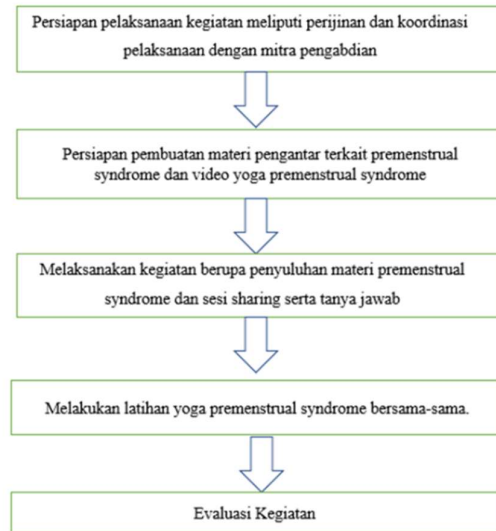 Persiapan pelaksanaan kegiatan meliputi perijinan dan koordinasi
pelaksanaan dengan mitra pengabdian
Persiapan pembuatan materi pengantar terkait premenstrual
syndrome dan video yoga premenstrual syndrome
Melaksanakan kegiatan berupa penyuluhan materi premenstrual
syndrome dan sesi sharing serta tanya jawab
Melakukan latihan yoga premenstrual syndrome bersama-sama.
Evaluasi Kegiatan